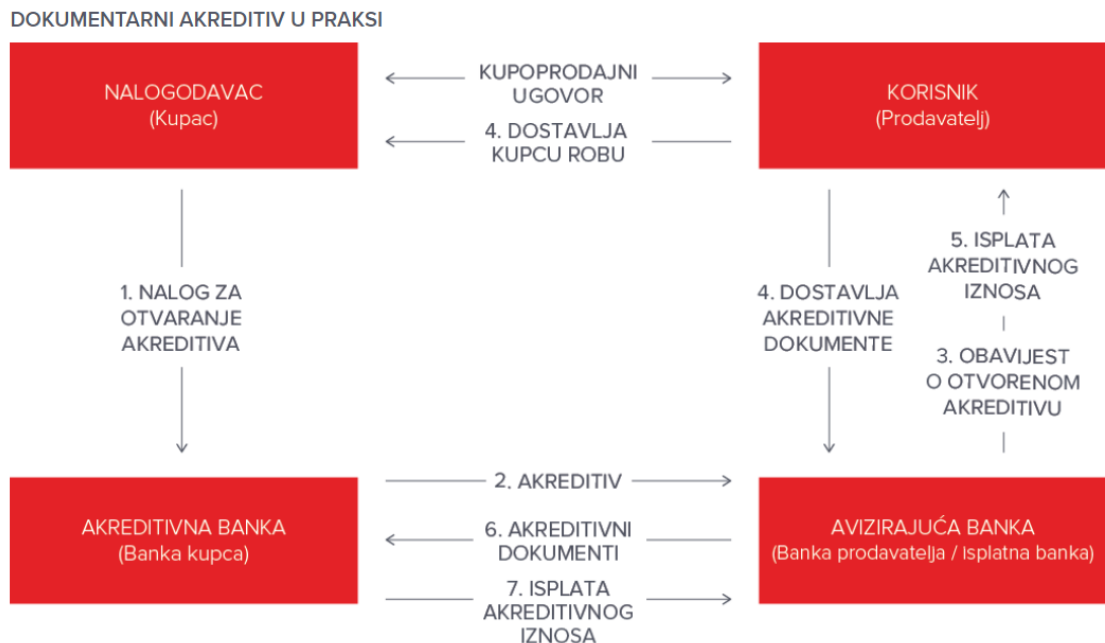 DOKUMENTARNI AKREDITIV U PRAKSI
NALOGODAVAC
(Kupac)
KUPOPRODAJNI
UGOVOR
4. DOSTAVLJA
KUPCU ROBU
KORISNIK
(Prodavatelj)
1. NALOG ZA
OTVARANJE
AKREDITIVA
4. DOSTAVLJA
AKREDITIVNE
DOKUMENTE
5. ISPLATA
AKREDITIVNOG
IZNOSA
3. OBAVIJEST
O OTVORENOM
AKREDITIVU
AKREDITIVNA BANKA
(Banka kupca)
2. AKREDITIV
6. AKREDITIVNI
DOKUMENTI
7. ISPLATA
AKREDITIVNOG
IZNOSA
AVIZIRAJUĆA BANKA
(Banka prodavatelja / Isplatna banka)